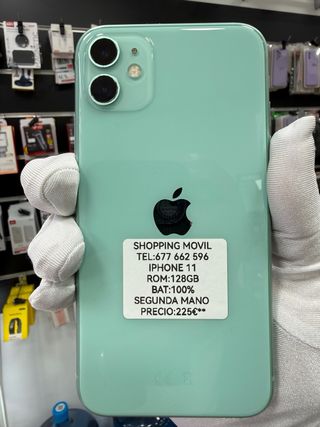 SHOPPING MOVIL
TEL:677 662 596
IPHONE 11
ROM:128GB
BAT:100%
SEGUNDA MANO
PRECIO:225€**